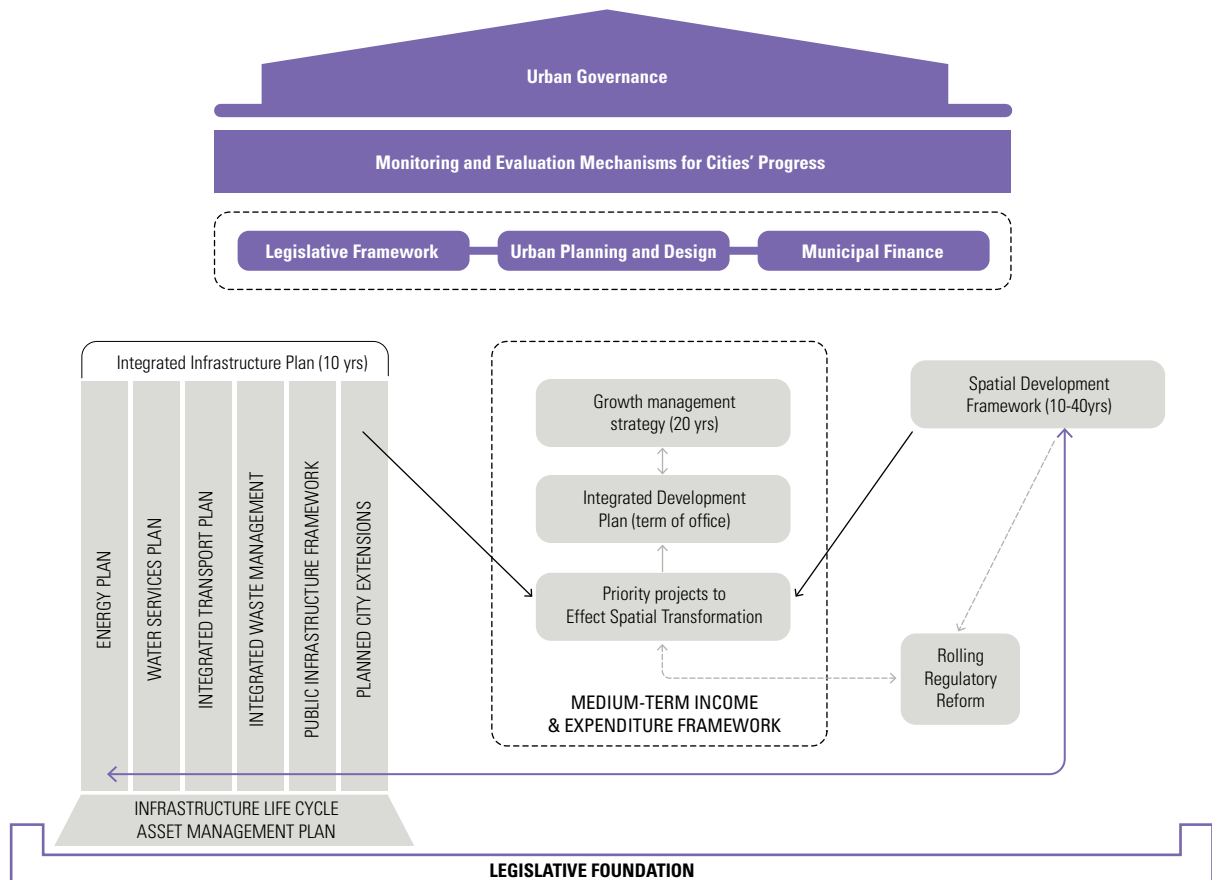 Urban Governance
Monitoring and Evaluation Mechanisms for Cities' Progress
Legislative Framework
Urban Planning and Design
Municipal Finance
Integrated Infrastructure Plan (10 yrs)
ENERGY PLAN
WATER SERVICES PLAN
INTEGRATED TRANSPORT PLAN
INTEGRATED WASTE MANAGEMENT
PUBLIC INFRASTRUCTURE FRAMEWORK
PLANNED CITY EXTENSIONS
INFRASTRUCTURE LIFE CYCLE
ASSET MANAGEMENT PLAN
Growth management
strategy (20 yrs)
Integrated Development
Plan (term of office)
Priority projects to
Effect Spatial Transformation
MEDIUM-TERM INCOME
& EXPENDITURE FRAMEWORK
Spatial Development
Framework (10-40yrs)
Rolling
Regulatory
Reform
LEGISLATIVE FOUNDATION